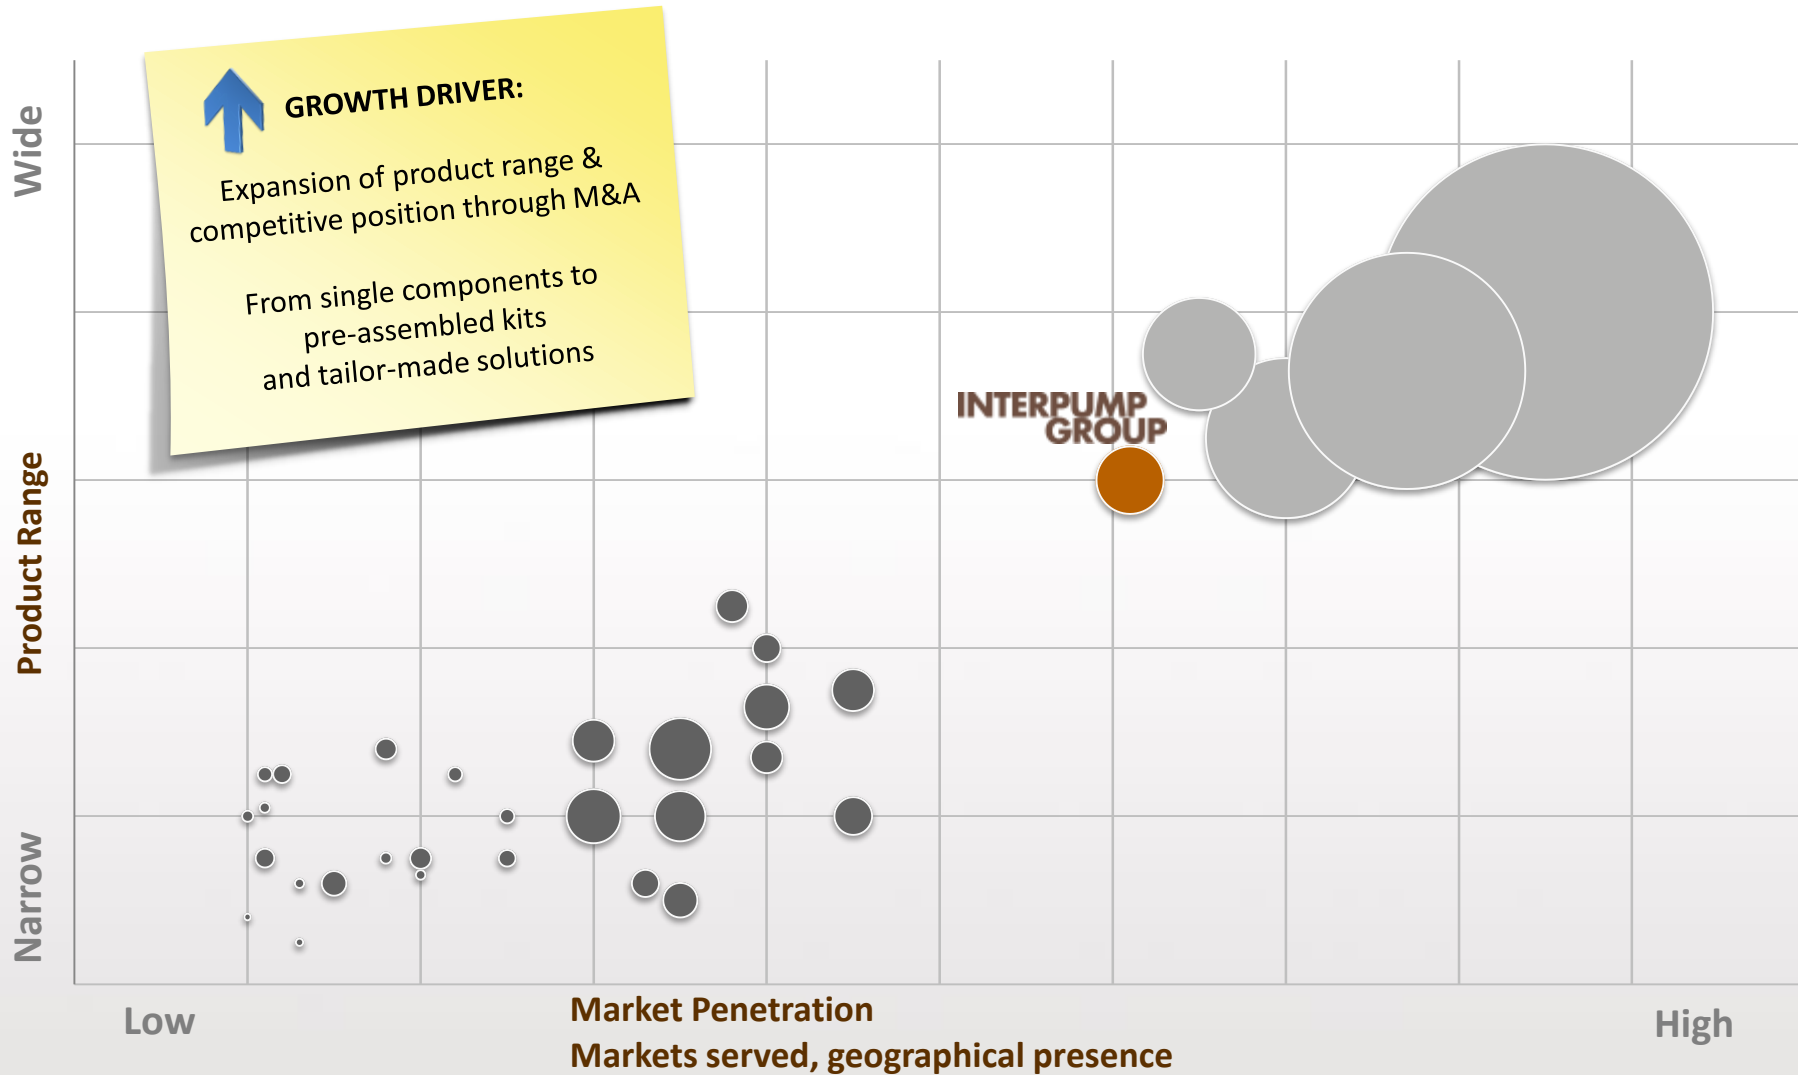 GROWTH DRIVER:
Expansion of product range &
competitive position through M&A
From single components to
pre-assembled kits
and tailor-made solutions
Wide
Product Range
Narrow
INTERPUMP
GROUP
Low
Market Penetration
Markets served, geographical presence
High